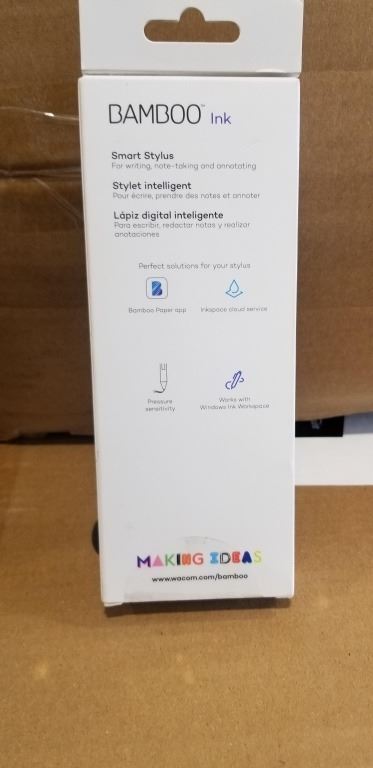 BAMBOO™ Ink
Smart Stylus
For writing, note-taking and annotating
Stylet intelligent
Pour écrire, prendre des notes et annoter
Lápiz digital inteligente
Para escribir, redactar notas y realizar
anotaciones
Perfect solutions for your stylus
Bamboo Paper app
Inkspace cloud service
Pressure
sensitivity
Works with
Windows Ink Workspace
MAKING IDEAS
www.wacom.com/bamboo